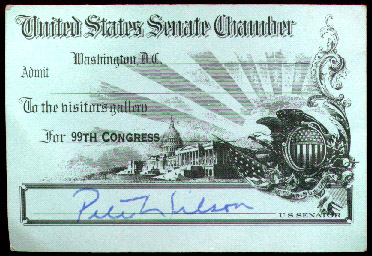 United States Senate Chamber
Washington D.C.
Admit
To the visitors gallery
For 99TH CONGRESS
Pete Wilson
U.S. SENATOR